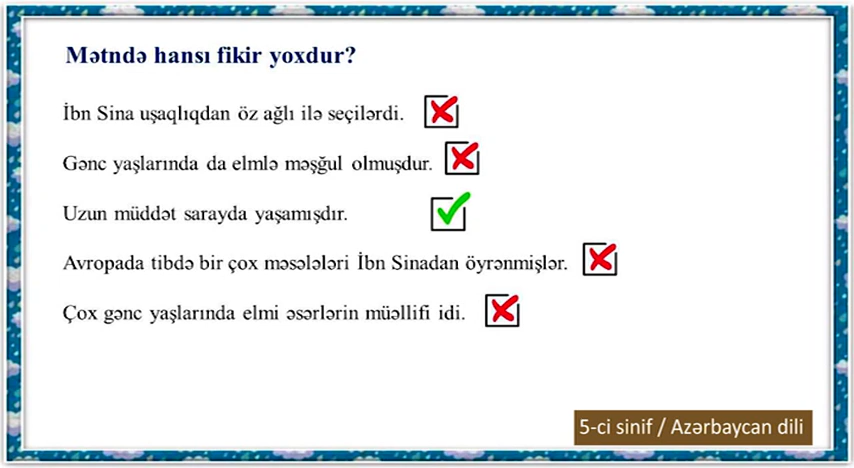 Mətndə hansı fikir yoxdur?
İbn Sina uşaqlıqdan öz ağlı ilə seçilərdi.
Gənc yaşlarında da elmlə məşğul olmuşdur.
Uzun müddət sarayda yaşamışdır.
Avropada tibdə bir çox məsələləri İbn Sinadan öyrənmişlər.
Çox gənc yaşlarında elmi əsərlərin müəllifi idi.
5-ci sinif / Azərbaycan dili